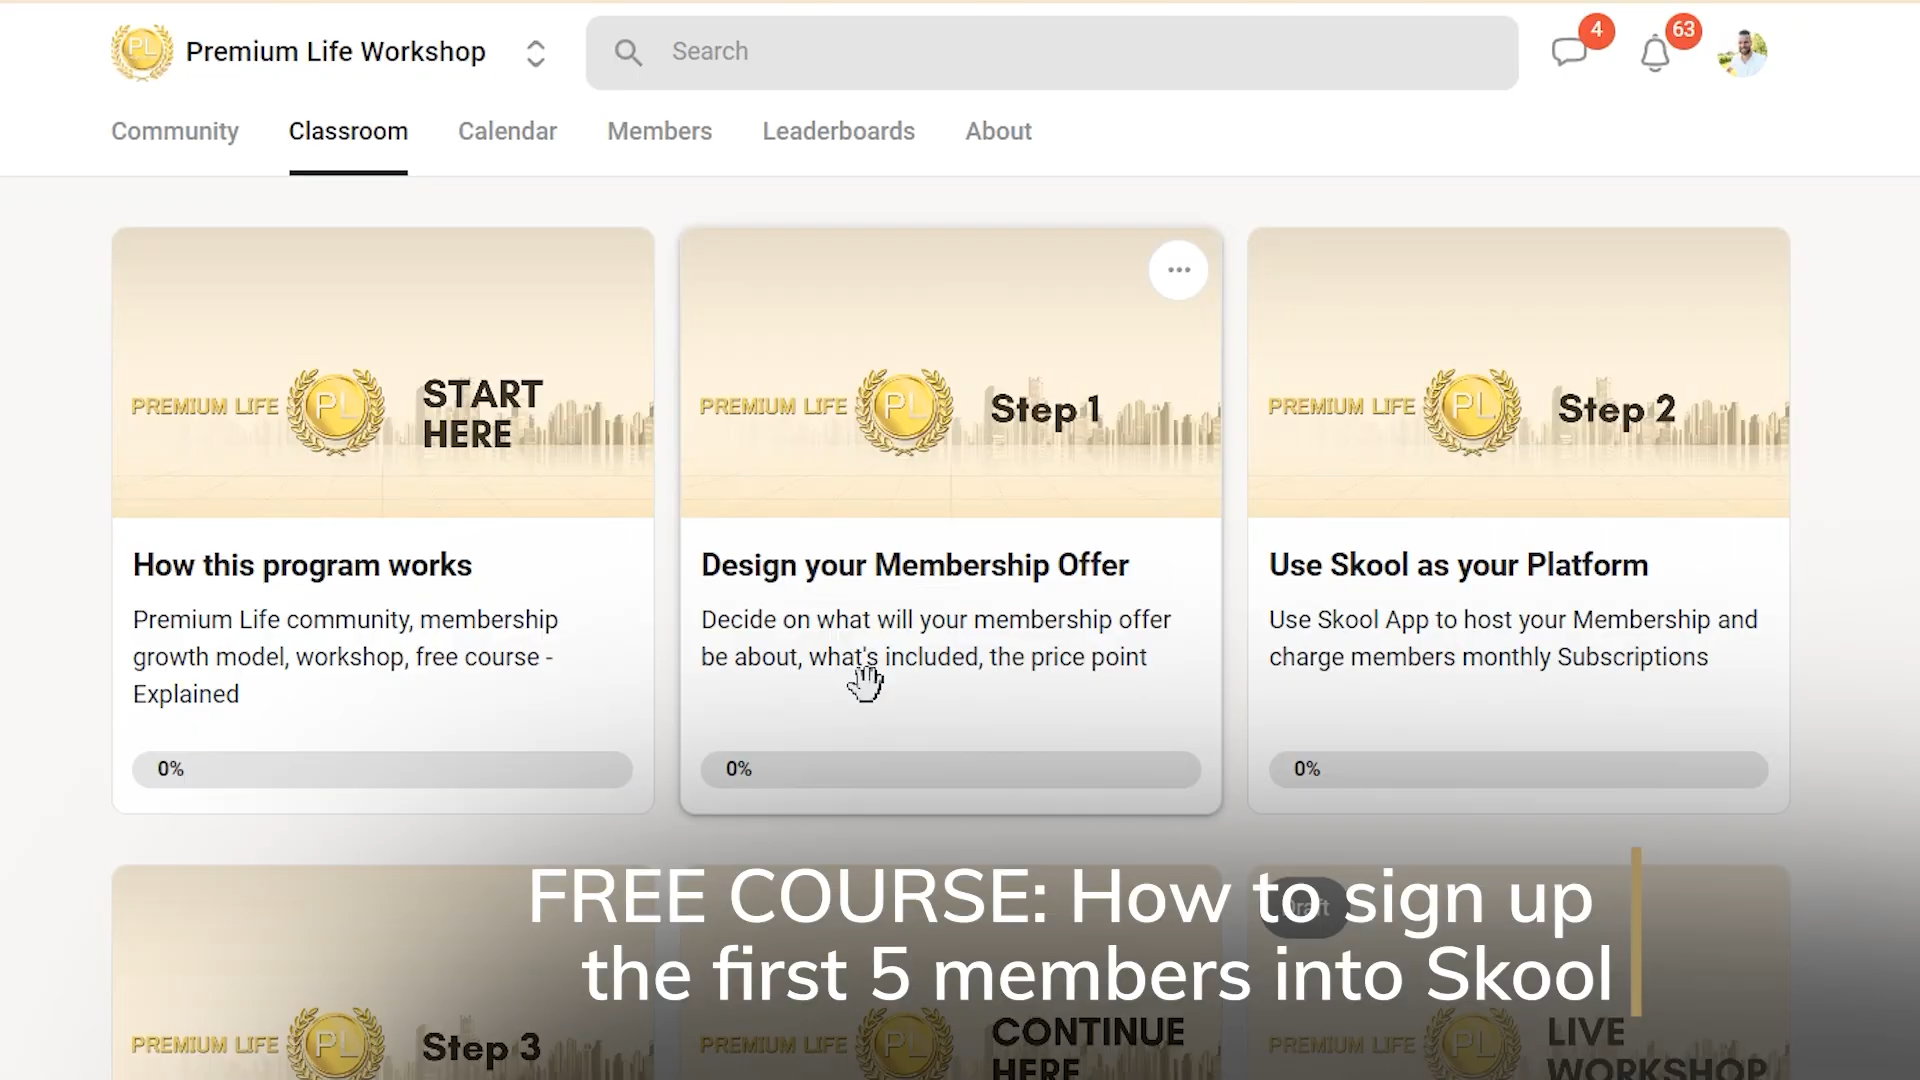 PL
Premium Life Workshop
Search
4
63
Community
Classroom
Calendar
Members
Leaderboards
About
PREMIUM LIFE
PL
START
HERE
PREMIUM LIFE
PL
Step 1
PREMIUM LIFE
PL
Step 2
How this program works
Premium Life community, membership
growth model, workshop, free course -
Explained
0%
Design your Membership Offer
Decide on what will your membership offer
be about, what's included, the price point
0%
Use Skool as your Platform
Use Skool App to host your Membership and
charge members monthly Subscriptions
0%
Draft
FREE COURSE: How to sign up
the first 5 members into Skool
PREMIUM LIFE
PL
Step 3
PREMIUM LIFE
PL
CONTINUE
HERE
PREMIUM LIFE
PL
LIVE
WORKSHOP